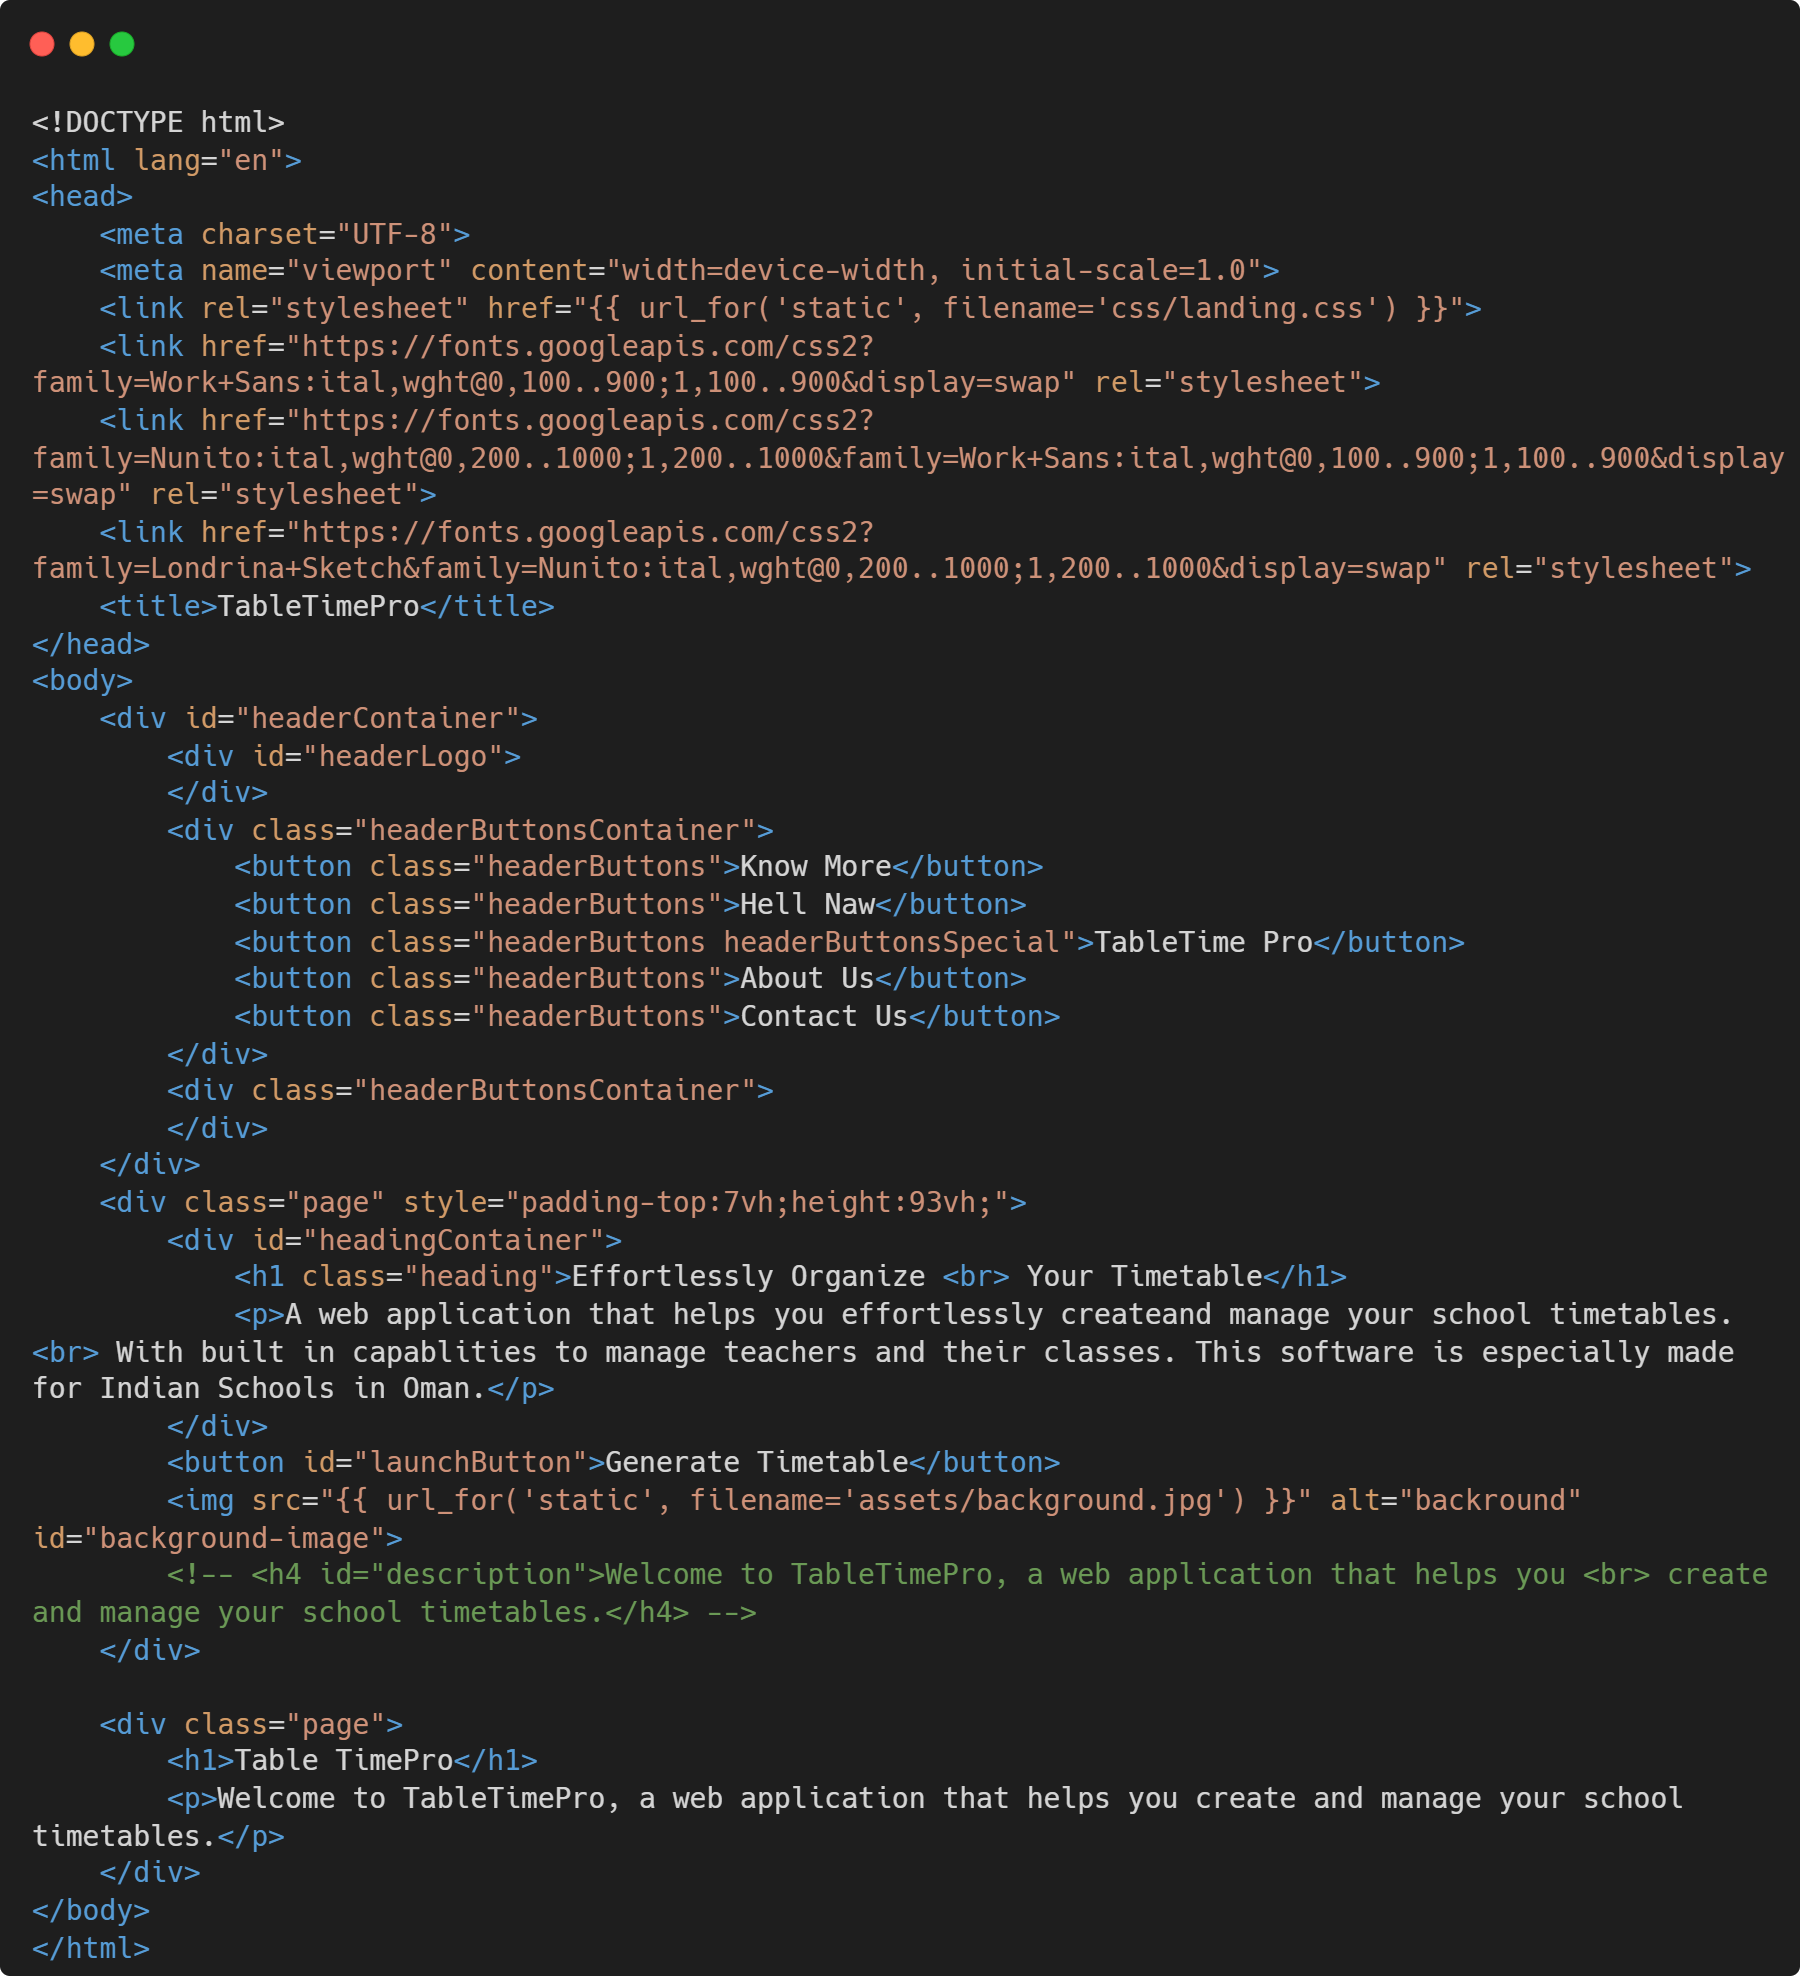 <!DOCTYPE html>
<html lang="en">
<head>
    <meta charset="UTF-8">
    <meta name="viewport" content="width=device-width, initial-scale=1.0">
    <link rel="stylesheet" href="{{ url_for('static', filename='css/landing.css') }}">
    <link href="https://fonts.googleapis.com/css2?
family=Work+Sans:ital,wght@0,100..900;1,100..900&display=swap" rel="stylesheet">
    <link href="https://fonts.googleapis.com/css2?
family=Nunito:ital,wght@0,200..1000;1,200..1000&family=Work+Sans:ital,wght@0,100..900;1,100..900&display
=swap" rel="stylesheet">
    <link href="https://fonts.googleapis.com/css2?
family=Londrina+Sketch&family=Nunito:ital,wght@0,200..1000;1,200..1000&display=swap" rel="stylesheet">
    <title>TableTimePro</title>
</head>
<body>
    <div id="headerContainer">
        <div id="headerLogo">
        </div>
        <div class="headerButtonsContainer">
            <button class="headerButtons">Know More</button>
            <button class="headerButtons">Hell Naw</button>
            <button class="headerButtons headerButtonsSpecial">TableTime Pro</button>
            <button class="headerButtons">About Us</button>
            <button class="headerButtons">Contact Us</button>
        </div>
        <div class="headerButtonsContainer">
        </div>
    </div>
    <div class="page" style="padding-top:7vh;height:93vh;">
        <div id="headingContainer">
            <h1 class="heading">Effortlessly Organize <br> Your Timetable</h1>
            <p>A web application that helps you effortlessly createand manage your school timetables.
<br> With built in capablities to manage teachers and their classes. This software is especially made
for Indian Schools in Oman.</p>
        </div>
        <button id="launchButton">Generate Timetable</button>
        <img src="{{ url_for('static', filename='assets/background.jpg') }}" alt="backround"
id="background-image">
        <!-- <h4 id="description">Welcome to TableTimePro, a web application that helps you <br> create
and manage your school timetables.</h4> -->
    </div>

    <div class="page">
        <h1>Table TimePro</h1>
        <p>Welcome to TableTimePro, a web application that helps you create and manage your school
timetables.</p>
    </div>
</body>
</html>